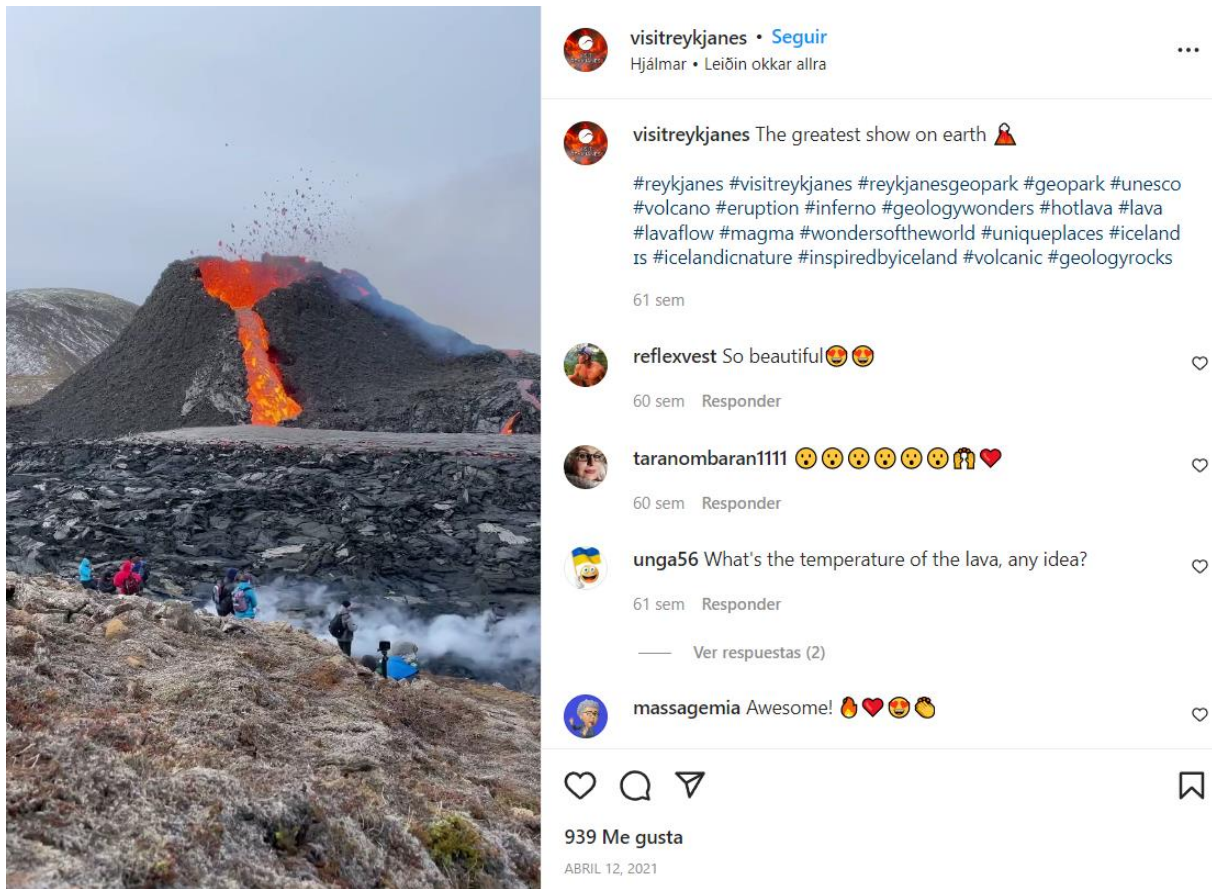 visitreykjanes • Seguir
Hjálmar • Leiðin okkar allra
visitreykjanes The greatest show on earth 🌋
#reykjanes #visitreykjanes #reykjanesgeopark #geopark #unesco
#volcano #eruption #inferno #geologywonders #hotlava #lava
#lavaflow #magma #wondersoftheworld #uniqueplaces #iceland
🇮🇸 #icelandicnature #inspiredbyiceland #volcanic #geologyrocks
61 sem
reflexvest So beautiful😍😍
60 sem Responder
taranombaran1111 😮😮😮😮😮😮🙌❤️
60 sem Responder
unga56 What's the temperature of the lava, any idea?
61 sem Responder
Ver respuestas (2)
massagemia Awesome! 🔥❤️😍👏
939 Me gusta
ABRIL 12, 2021